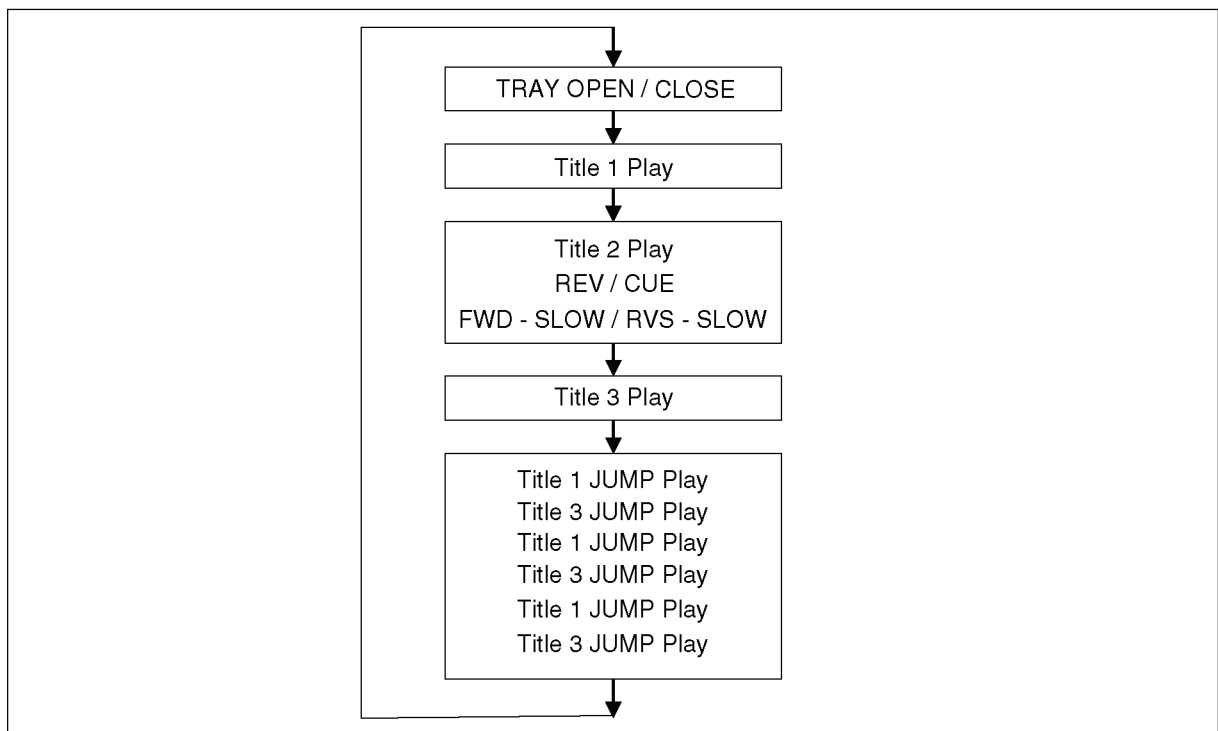 TRAY OPEN / CLOSE
Title 1 Play
Title 2 Play
REV / CUE
FWD - SLOW / RVS - SLOW
Title 3 Play
Title 1 JUMP Play
Title 3 JUMP Play
Title 1 JUMP Play
Title 3 JUMP Play
Title 1 JUMP Play
Title 3 JUMP Play